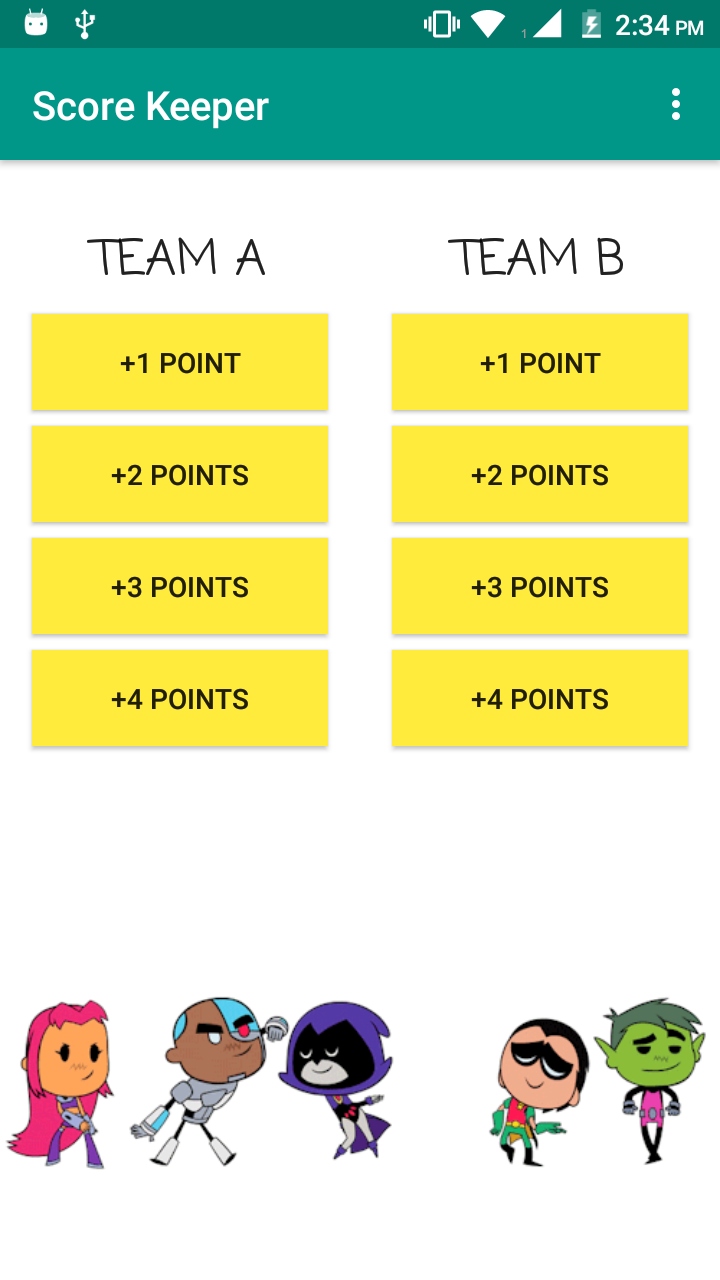 1 2:34 PM
Score Keeper
TEAM A
TEAM B
+1 POINT
+1 POINT
+2 POINTS
+2 POINTS
+3 POINTS
+3 POINTS
+4 POINTS
+4 POINTS